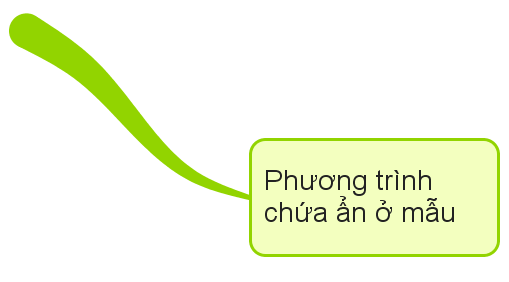 Phương trình
chứa ẩn ở mẫu